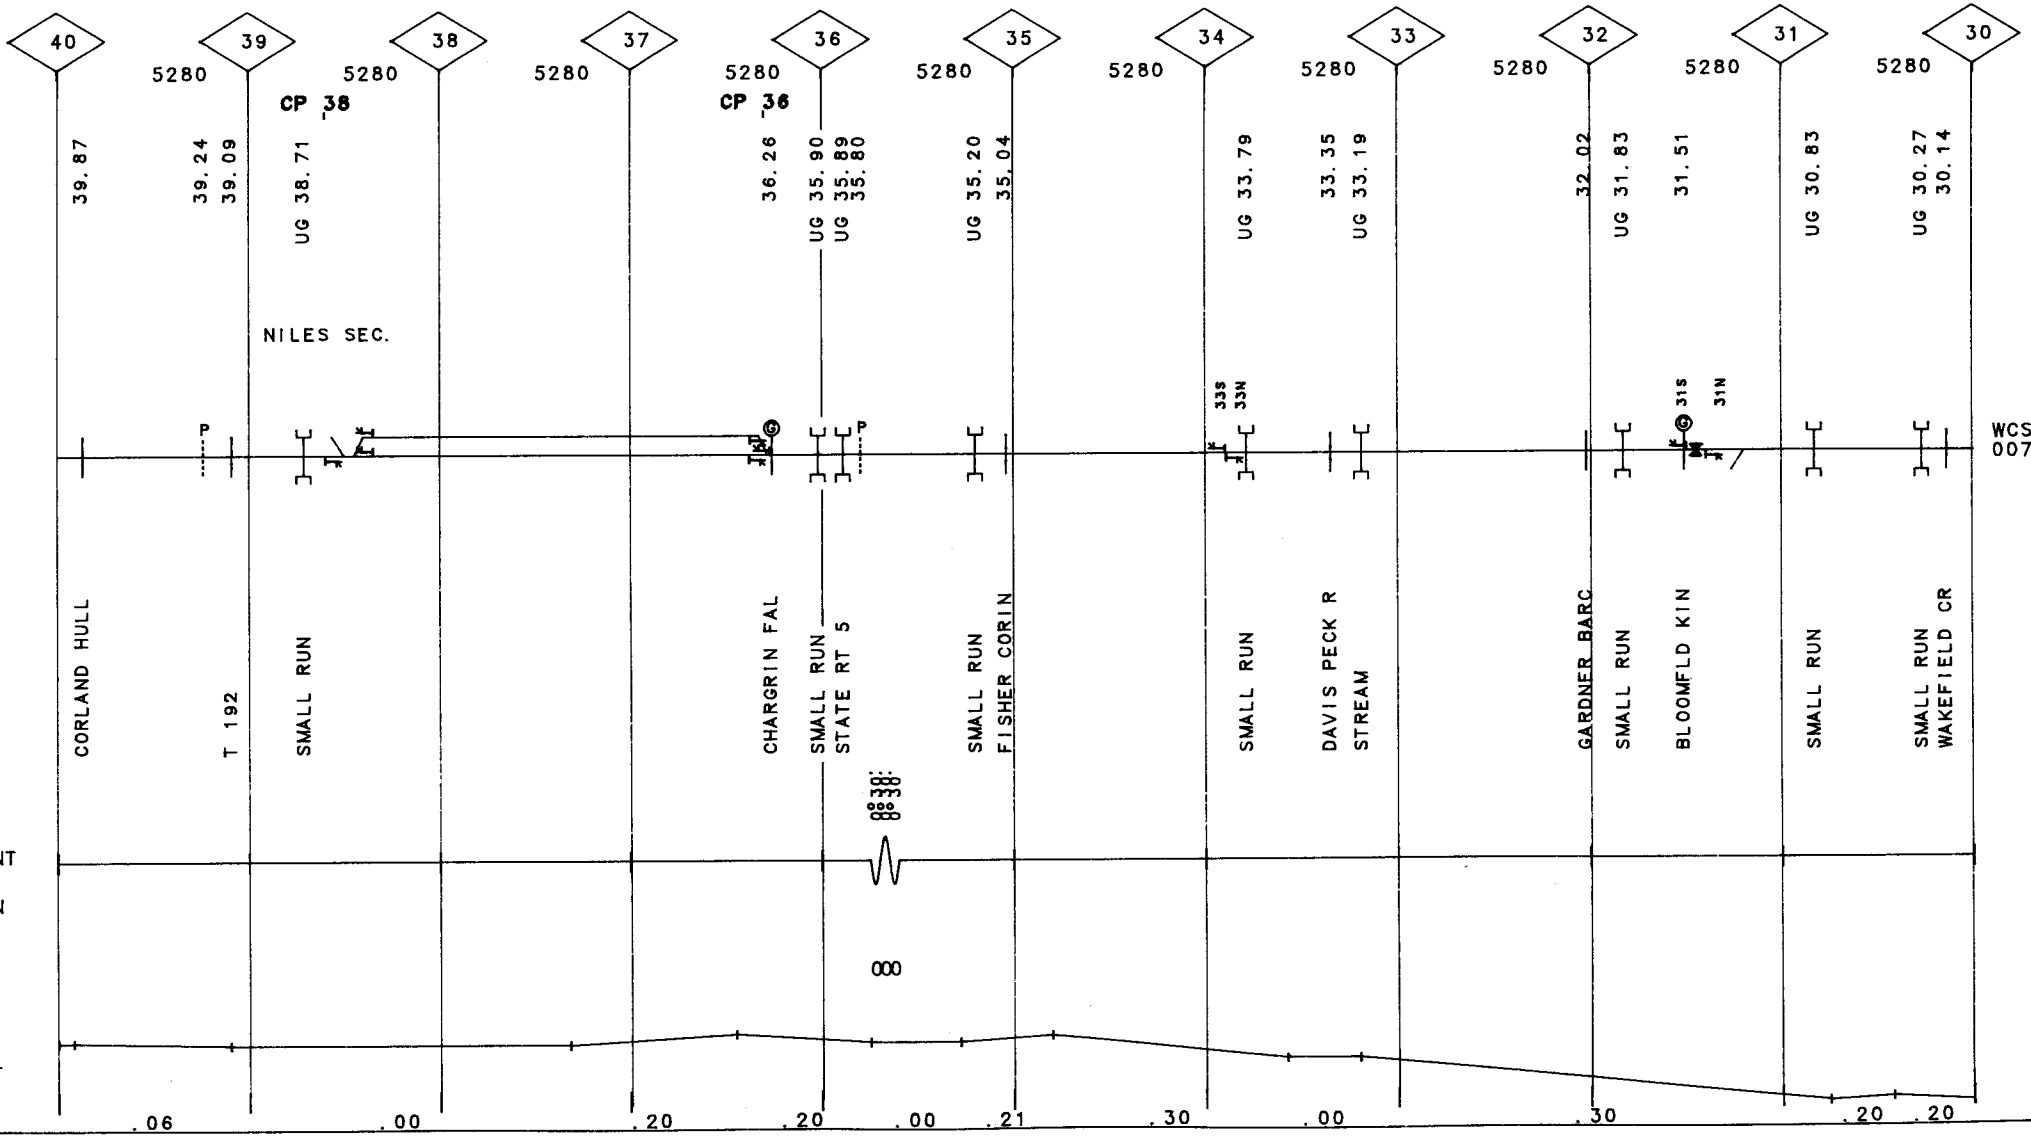 40 39 38 37 36 35 34 33 32 31 30
5280 5280 5280 5280 5280 5280 5280 5280 5280 5280
CP 38 CP 36
39.87
39.24
39.09
UG 38.71
36.26
UG 35.90
UG 35.89
35.80
UG 35.20
35.04
UG 33.79
33.35
UG 33.19
32.02
UG 31.83
31.51
UG 30.83
UG 30.27
30.14
NILES SEC.
33S
33N
31S
31N
P G P G
WCS
007
CORLAND HULL
T 192
SMALL RUN
CHARGRIN FAL
SMALL RUN
STATE RT 5
SMALL RUN
FISHER CORIN
SMALL RUN
DAVIS PECK R
STREAM
GARDNER BARC
SMALL RUN
BLOOMFLD KIN
SMALL RUN
SMALL RUN
WAKEFIELD CR
NT
N
000
.06 .00 .20 .20 .00 .21 .30 .00 .30 .20 .20